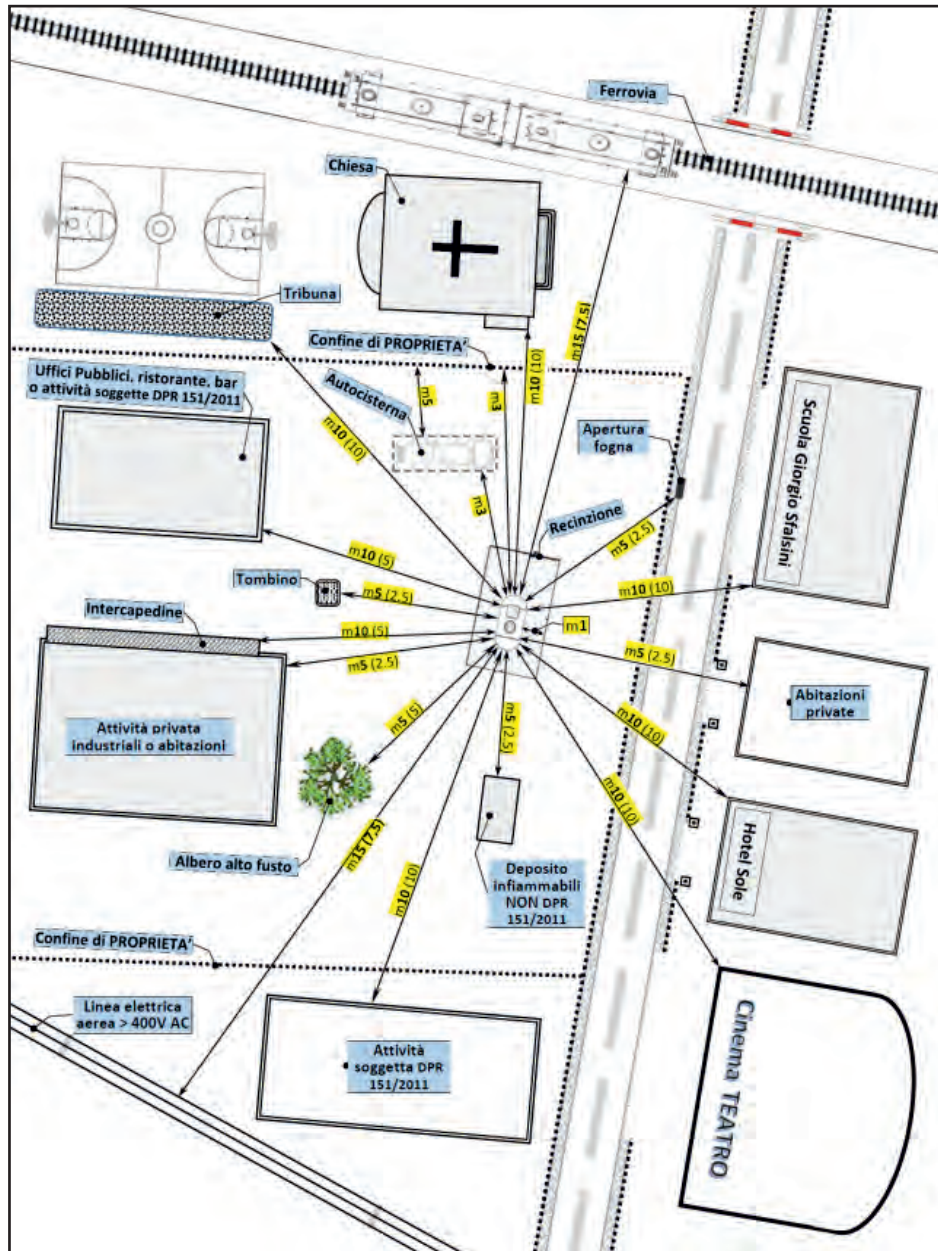 Ferrovia
Chiesa
Tribuna
Confine di PROPRIETA'
m15 (7.5)
m10 (10)
Uffici Pubblici, ristorante, bar
o attività soggette DPR 151/2011
m5
m3
Autocisterna
m10 (10)
Apertura
fogna
Scuola Giorgio Sfalsini
m3
Recinzione
m5 (2.5)
m10 (5)
Tombino
m5 (2.5)
m10 (10)
Intercapedine
m10 (5)
m1
m5 (2.5)
m5 (2.5)
Attività privata
industriali o abitazioni
m5 (5)
m5 (2.5)
m10 (10)
Abitazioni
private
m10 (10)
Albero alto fusto
m15 (7.5)
m10 (10)
Deposito
infiammabili
NON DPR
151/2011
Hotel Sole
Confine di PROPRIETA'
Linea elettrica
aerea > 400V AC
Attività
soggetta DPR
151/2011
Cinema TEATRO